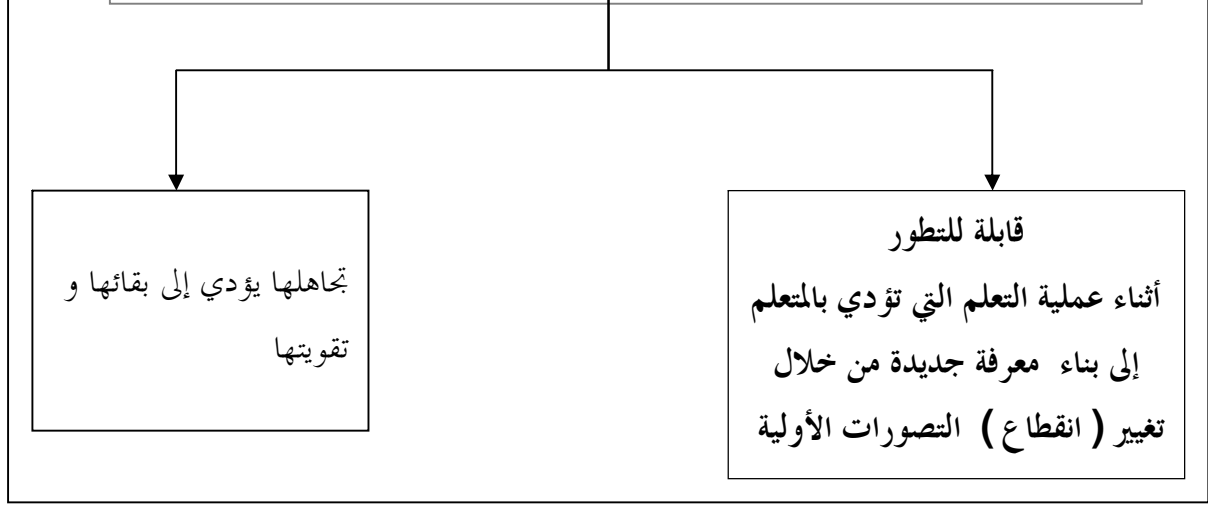 قابلة للتطور
أثناء عملية التعلم التي تؤدي بالمتعلم
إلى بناء معرفة جديدة من خلال
تغيير ( انقطاع ) التصورات الأولية
تجاهلها يؤدي إلى بقائها و
تقويتها